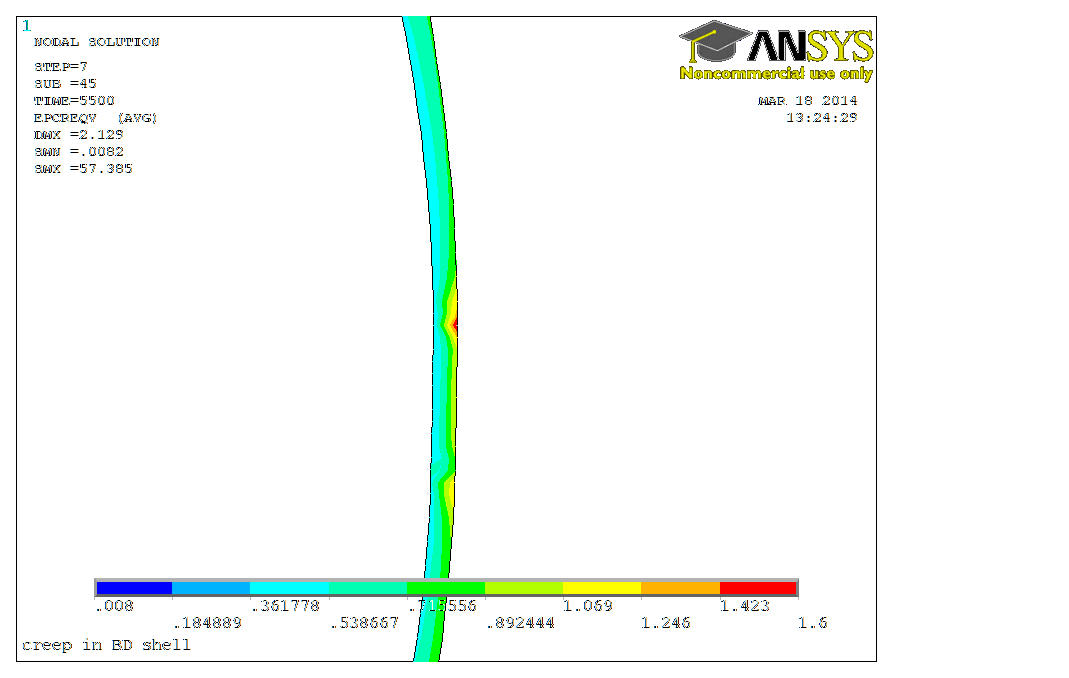 1
NODAL SOLUTION
STEP=7
SUB =45
TIME=5500
EPCREQV (AVG)
DMX =2.129
SMN =.0082
SMX =57.385
ANSYS
Noncommercial use only
MAR 18 2014
13:24:29
.008
.184889
.361778
.538667
.715556
.892444
1.069
1.246
1.423
1.6
creep in BD shell